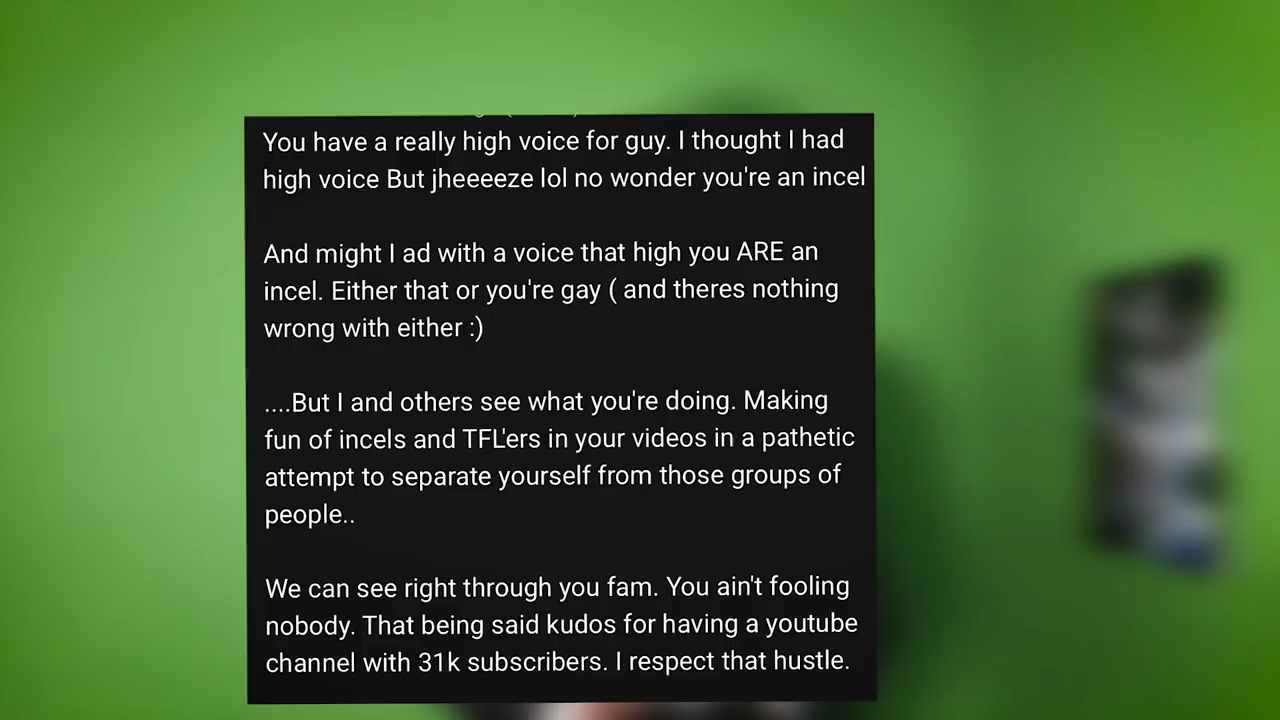 You have a really high voice for guy. I thought I had
high voice But jheeeeze lol no wonder you're an incel
And might I ad with a voice that high you ARE an
incel. Either that or you're gay ( and theres nothing
wrong with either :)
....But I and others see what you're doing. Making
fun of incels and TFL'ers in your videos in a pathetic
attempt to separate yourself from those groups of
people..
We can see right through you fam. You ain't fooling
nobody. That being said kudos for having a youtube
channel with 31k subscribers. I respect that hustle.